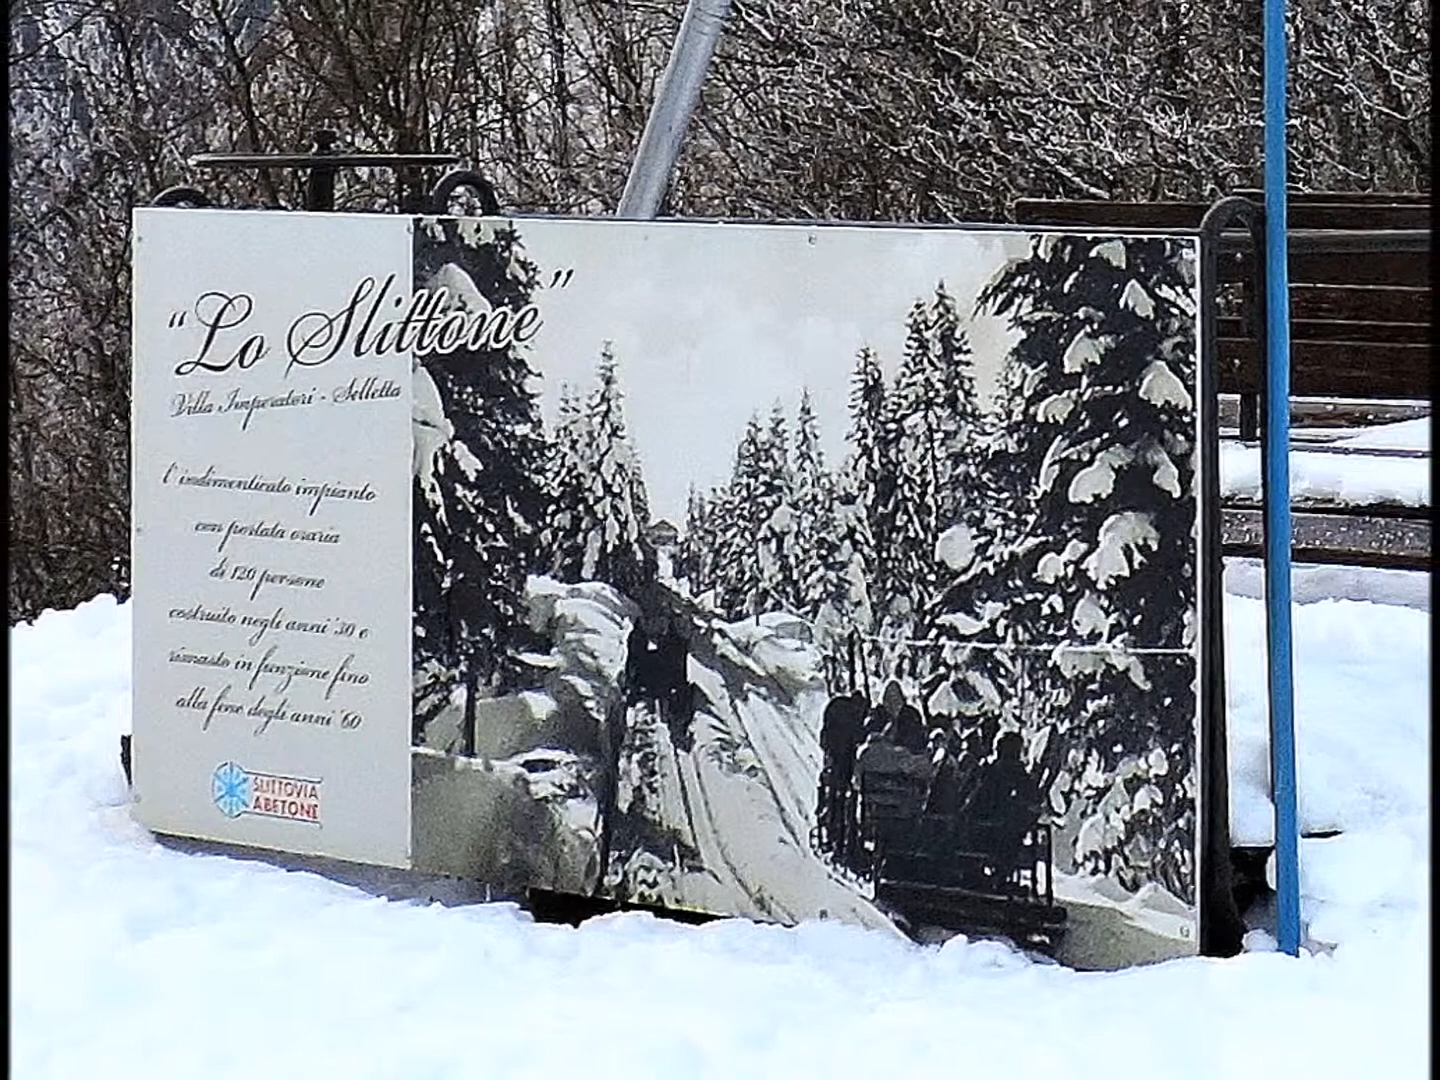 "Lo Slittone"
Villa Imperatori - Selletta
l'indimenticato impianto
con portata oraria
di 120 persone
costruito negli anni '30 e
rimasto in funzione fino
alla fine degli anni '60
SLITTOVIA
ABETONE